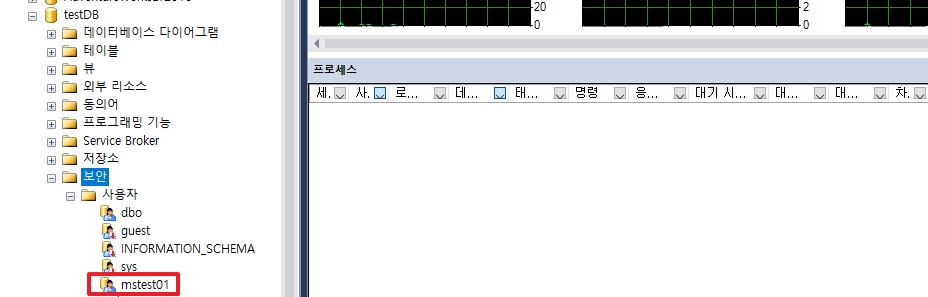 testDB
데이터베이스 다이어그램
테이블
뷰
외부 리소스
동의어
프로그래밍 기능
Service Broker
저장소
보안
사용자
dbo
guest
INFORMATION_SCHEMA
sys
mstest01
20
0
2
0
프로세스
세.. 사.. 로... 데... 태... 명령 응... 대기 시... 대... 대... 차.